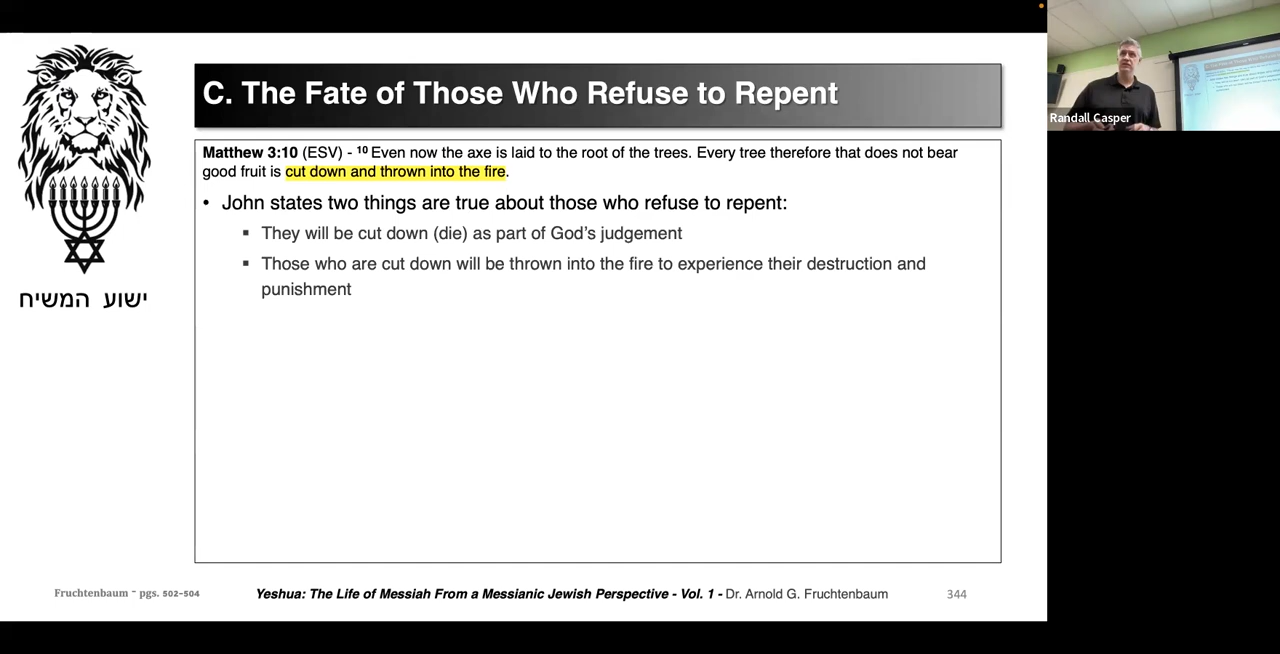 C. The Fate of Those Who Refuse to Repent
Matthew 3:10 (ESV) - ¹⁰ Even now the axe is laid to the root of the trees. Every tree therefore that does not bear
good fruit is cut down and thrown into the fire.
• John states two things are true about those who refuse to repent:
▪ They will be cut down (die) as part of God's judgement
▪ Those who are cut down will be thrown into the fire to experience their destruction and
punishment
ישוע המשיח
Fruchtenbaum - pgs. 502-504
Yeshua: The Life of Messiah From a Messianic Jewish Perspective - Vol. 1 - Dr. Arnold G. Fruchtenbaum
344
Randall Casper